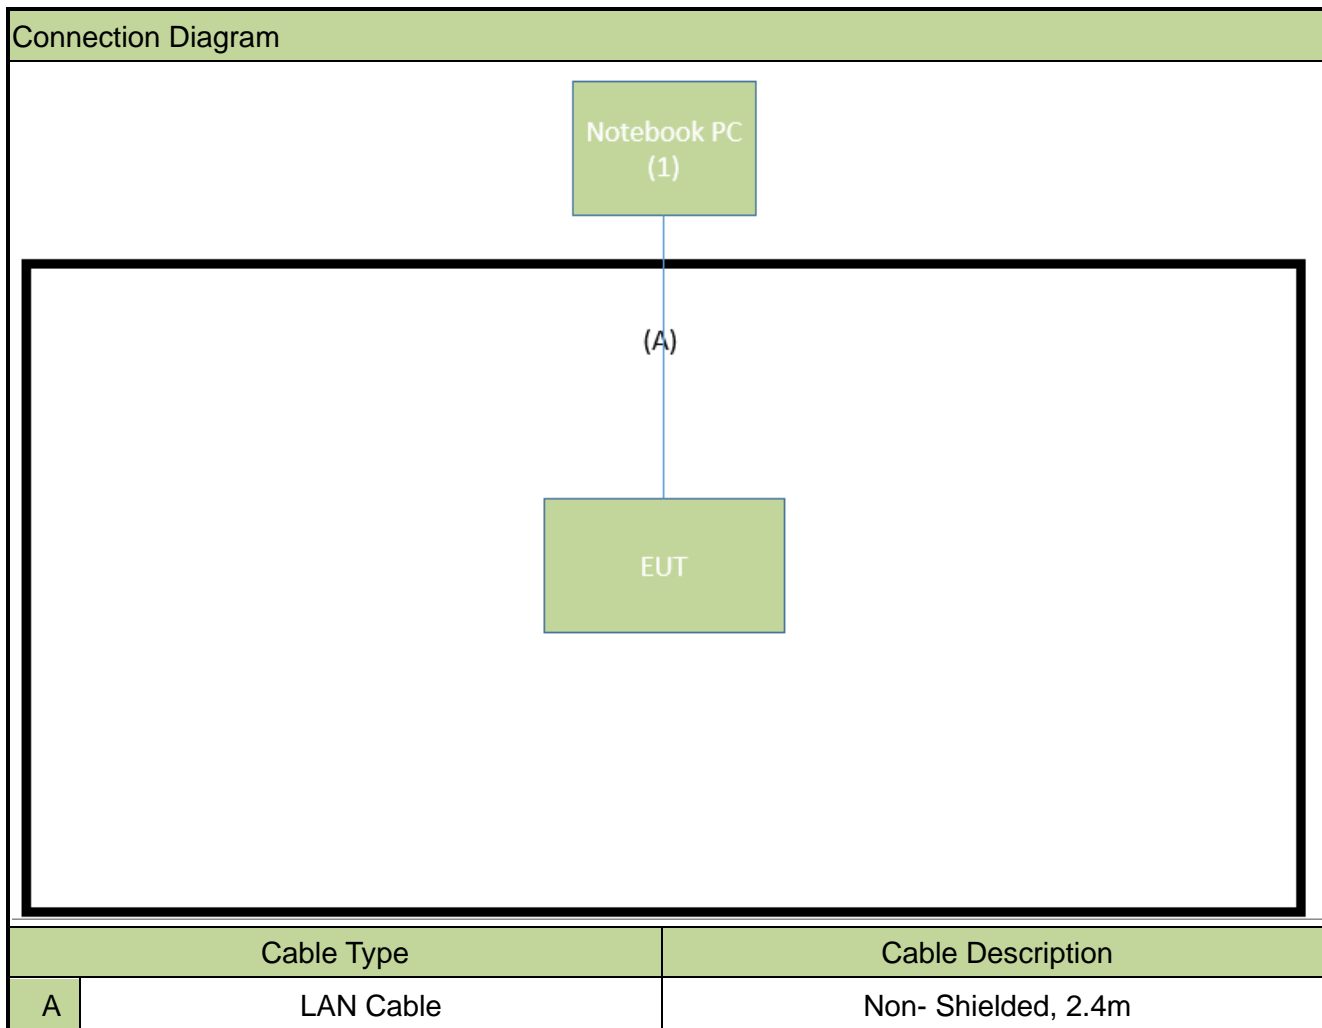 Connection Diagram
Notebook PC
(1)
(A)
EUT
Cable Type Cable Description
A LAN Cable Non- Shielded, 2.4m